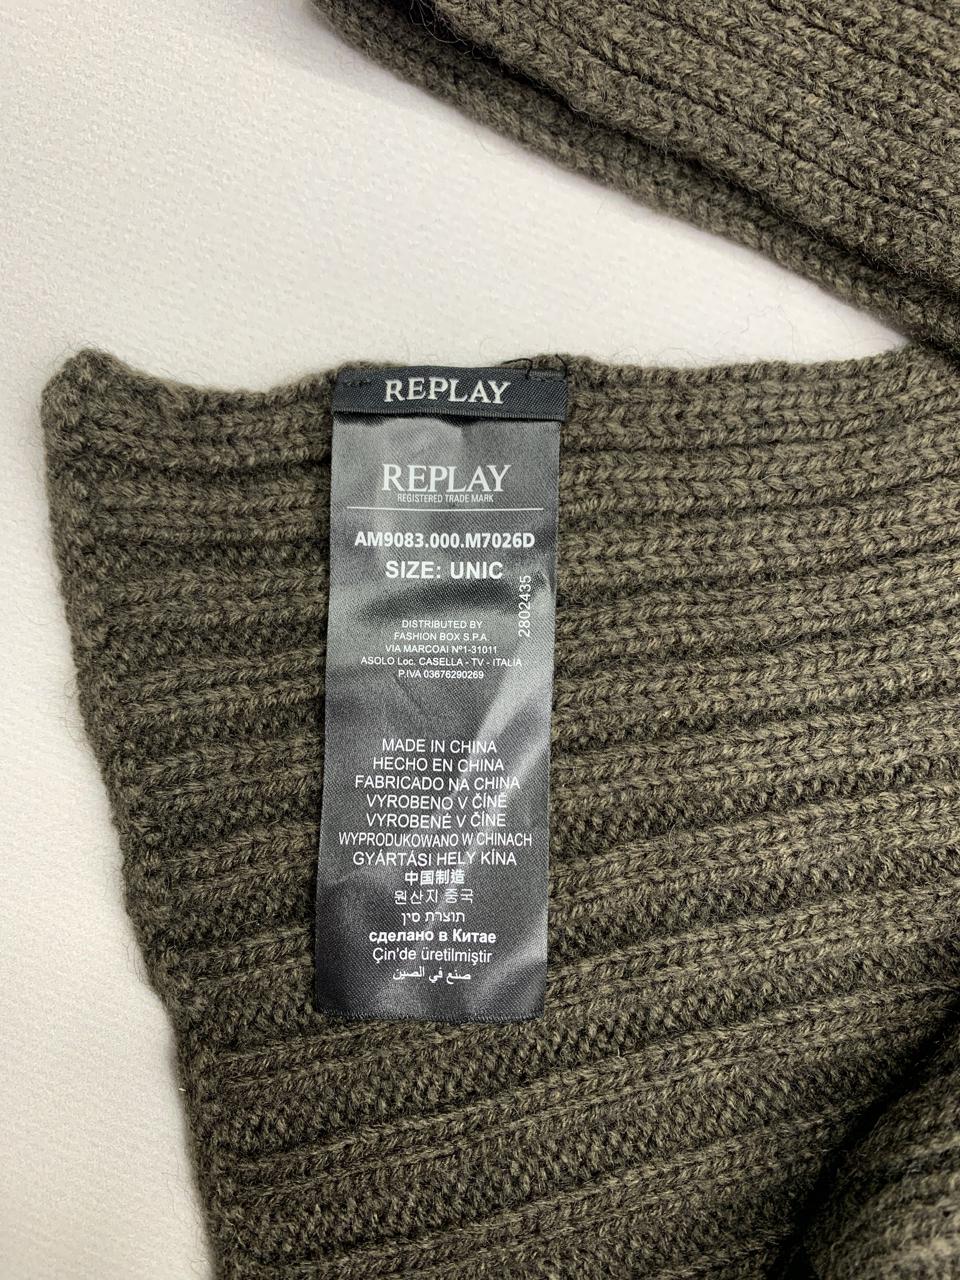 REPLAY
REPLAY
REGISTERED TRADE MARK
AM9083.000.M7026D
SIZE: UNIC
2802435
DISTRIBUTED BY
FASHION BOX S.P.A.
VIA MARCOAI Nº1-31011
ASOLO Loc. CASELLA - TV - ITALIA
P.IVA 03676290269
MADE IN CHINA
HECHO EN CHINA
FABRICADO NA CHINA
VYROBENO V ČÍNĚ
VYROBENÉ V ČÍNE
WYPRODUKOWANO W CHINACH
GYÁRTÁSI HELY KÍNA
中国制造
원산지 중국
תוצרת סין
сделано в Китае
Çin'de üretilmiştir
صنع في الصين